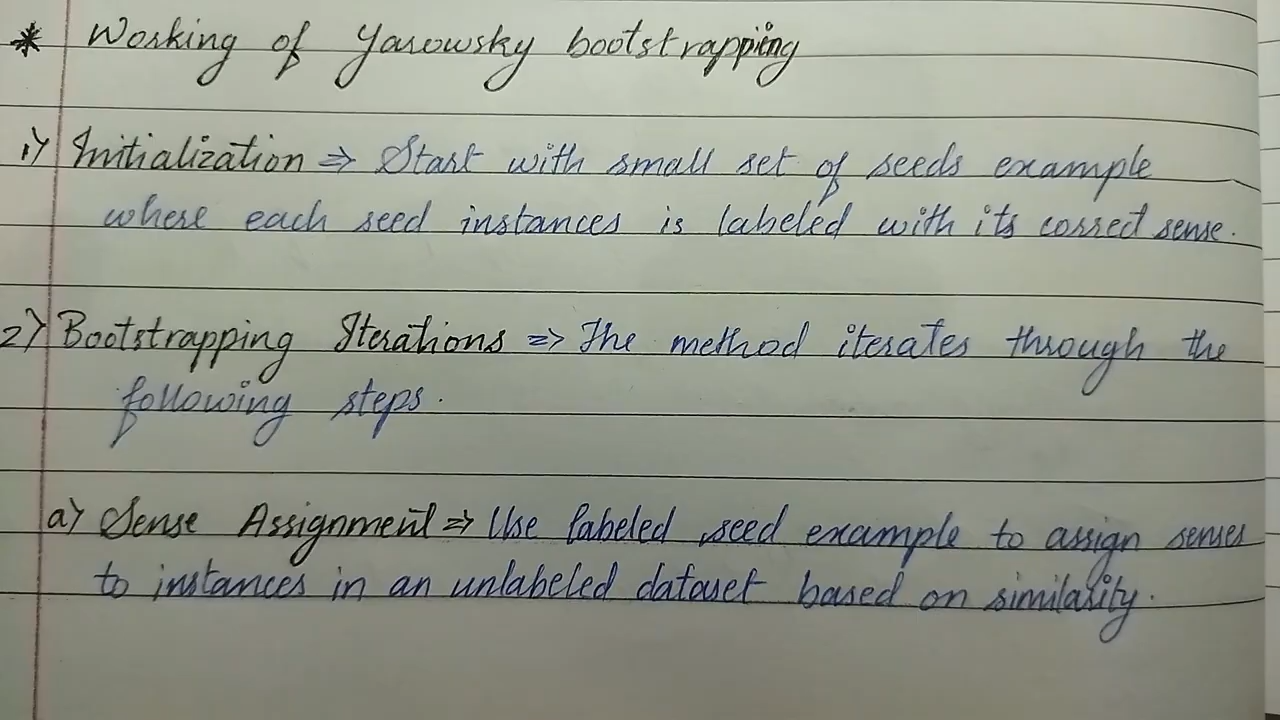 * Working of Yarowsky bootstrapping
1) Initialization ⇒ Start with small set of seeds example
where each seed instances is labeled with its correct sense.
2) Bootstrapping Iterations => The method iterates through the
following steps.
a) Sense Assignment ⇒ Use labeled seed example to assign senses
to instances in an unlabeled dataset based on similarity.